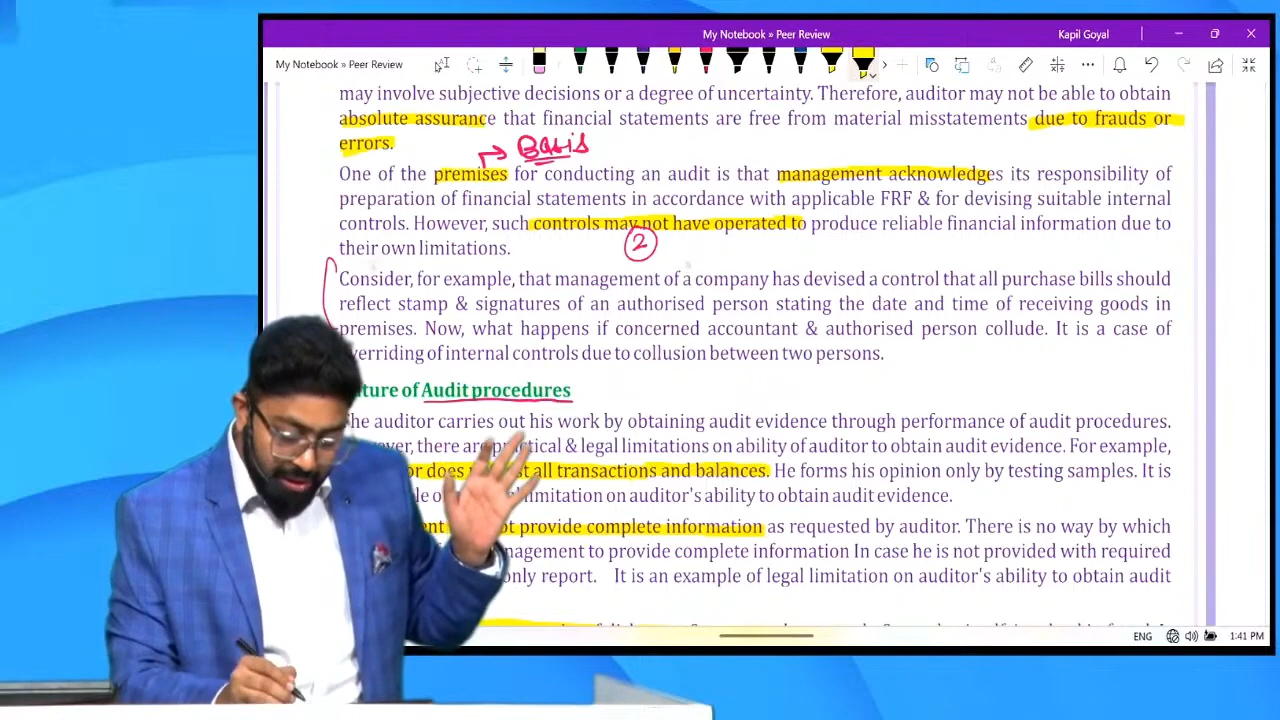 My Notebook » Peer Review
Kapil Goyal
My Notebook » Peer Review
may involve subjective decisions or a degree of uncertainty. Therefore, auditor may not be able to obtain
absolute assurance that financial statements are free from material misstatements due to frauds or
errors.
Basis
One of the premises for conducting an audit is that management acknowledges its responsibility of
preparation of financial statements in accordance with applicable FRF & for devising suitable internal
controls. However, such controls may not have operated to produce reliable financial information due to
their own limitations.
2
Consider, for example, that management of a company has devised a control that all purchase bills should
reflect stamp & signatures of an authorised person stating the date and time of receiving goods in
premises. Now, what happens if concerned accountant & authorised person collude. It is a case of
verriding of internal controls due to collusion between two persons.
ture of Audit procedures
he auditor carries out his work by obtaining audit evidence through performance of audit procedures.
ver, there are practical & legal limitations on ability of auditor to obtain audit evidence. For example,
or does all transactions and balances. He forms his opinion only by testing samples. It is
limitation on auditor's ability to obtain audit evidence.
provide complete information as requested by auditor. There is no way by which
nagement to provide complete information In case he is not provided with required
only report. It is an example of legal limitation on auditor's ability to obtain audit
ENG
1:41 PM